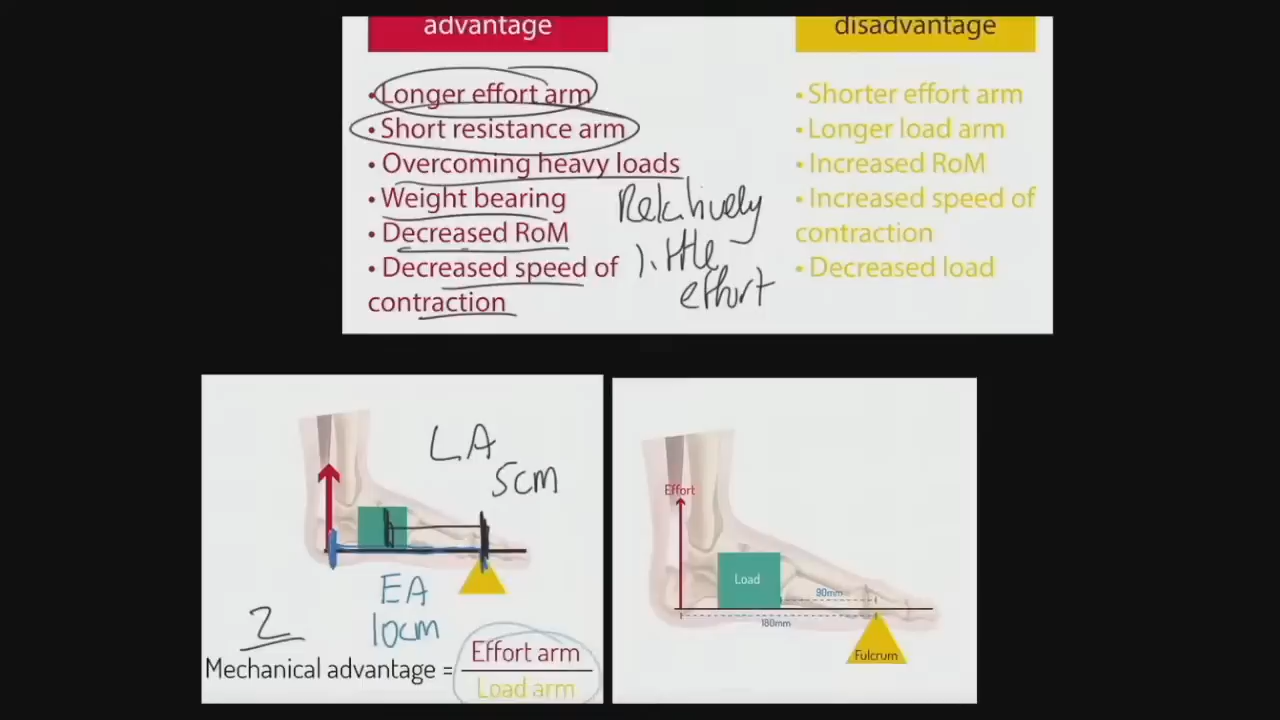 advantage
• Longer effort arm
• Short resistance arm
• Overcoming heavy loads
• Weight bearing
• Decreased RoM
• Decreased speed of
contraction
Relatively
little
effort
disadvantage
• Shorter effort arm
• Longer load arm
• Increased RoM
• Increased speed of
contraction
• Decreased load
LA
5cm
EA
10cm
2
Mechanical advantage = Effort arm
Load arm
Effort
Load
90mm
180mm
Fulcrum